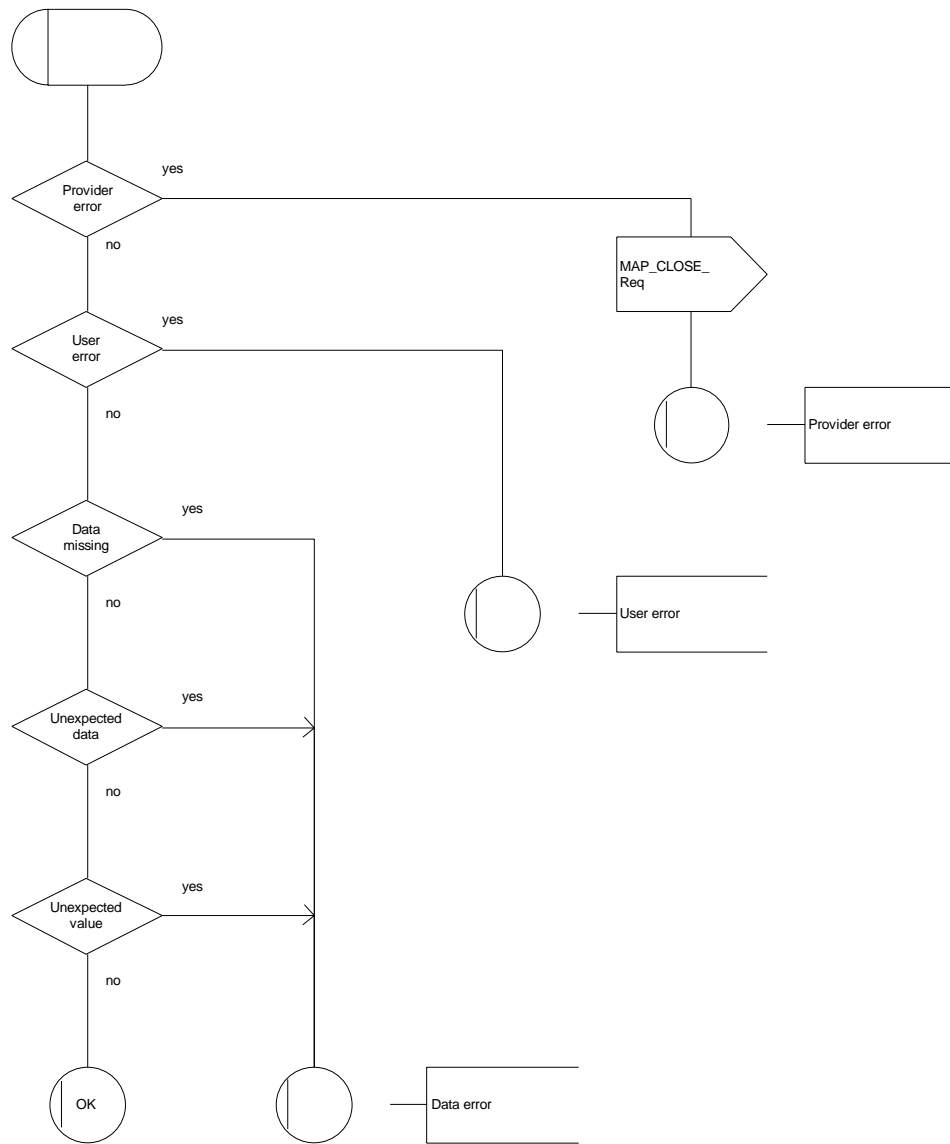 yes
Provider
error
no
MAP_CLOSE_
Req
yes
User
error
no
Provider error
yes
Data
missing
no
User error
yes
Unexpected
data
no
yes
Unexpected
value
no
OK
Data error